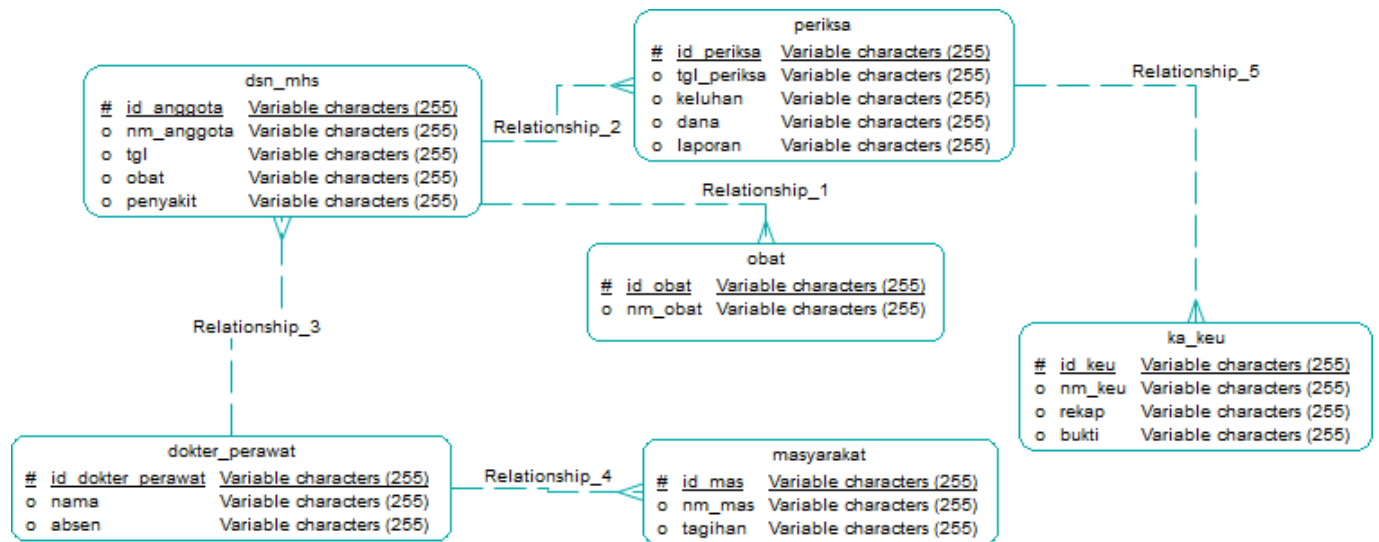 periksa
# id_periksa Variable characters (255)
o tgl_periksa Variable characters (255)
o keluhan Variable characters (255)
o dana Variable characters (255)
o laporan Variable characters (255)
Relationship_5
dsn_mhs
# id_anggota Variable characters (255)
o nm_anggota Variable characters (255)
o tgl Variable characters (255)
o obat Variable characters (255)
o penyakit Variable characters (255)
Relationship_2
Relationship_1
obat
# id_obat Variable characters (255)
o nm_obat Variable characters (255)
Relationship_3
ka_keu
# id_keu Variable characters (255)
o nm_keu Variable characters (255)
o rekap Variable characters (255)
o bukti Variable characters (255)
dokter_perawat
# id_dokter_perawat Variable characters (255)
o nama Variable characters (255)
o absen Variable characters (255)
Relationship_4
masyarakat
# id_mas Variable characters (255)
o nm_mas Variable characters (255)
o tagihan Variable characters (255)